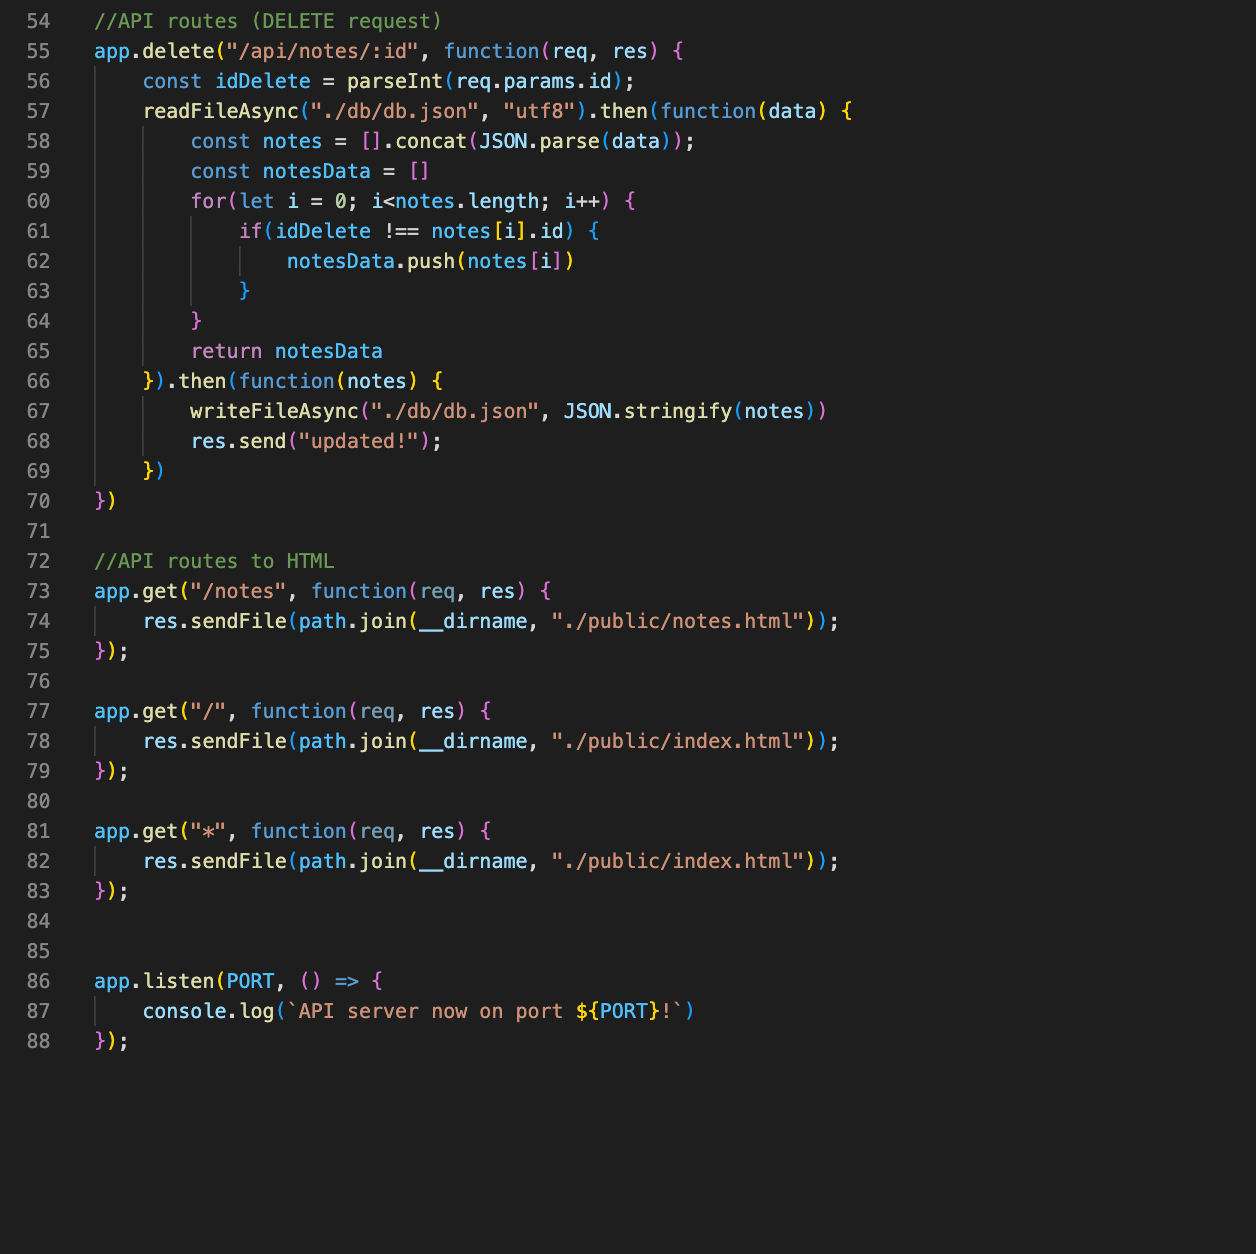 54 //API routes (DELETE request)
55 app.delete("/api/notes/:id", function(req, res) {
56     const idDelete = parseInt(req.params.id);
57     readFileAsync("./db/db.json", "utf8").then(function(data) {
58         const notes = [].concat(JSON.parse(data));
59         const notesData = []
60         for(let i = 0; i<notes.length; i++) {
61             if(idDelete !== notes[i].id) {
62                 notesData.push(notes[i])
63             }
64         }
65         return notesData
66     }).then(function(notes) {
67         writeFileAsync("./db/db.json", JSON.stringify(notes))
68         res.send("updated!");
69     })
70 })
71
72 //API routes to HTML
73 app.get("/notes", function(req, res) {
74     res.sendFile(path.join(__dirname, "./public/notes.html"));
75 });
76
77 app.get("/", function(req, res) {
78     res.sendFile(path.join(__dirname, "./public/index.html"));
79 });
80
81 app.get("*", function(req, res) {
82     res.sendFile(path.join(__dirname, "./public/index.html"));
83 });
84
85
86 app.listen(PORT, () => {
87     console.log(`API server now on port ${PORT}!`)
88 });